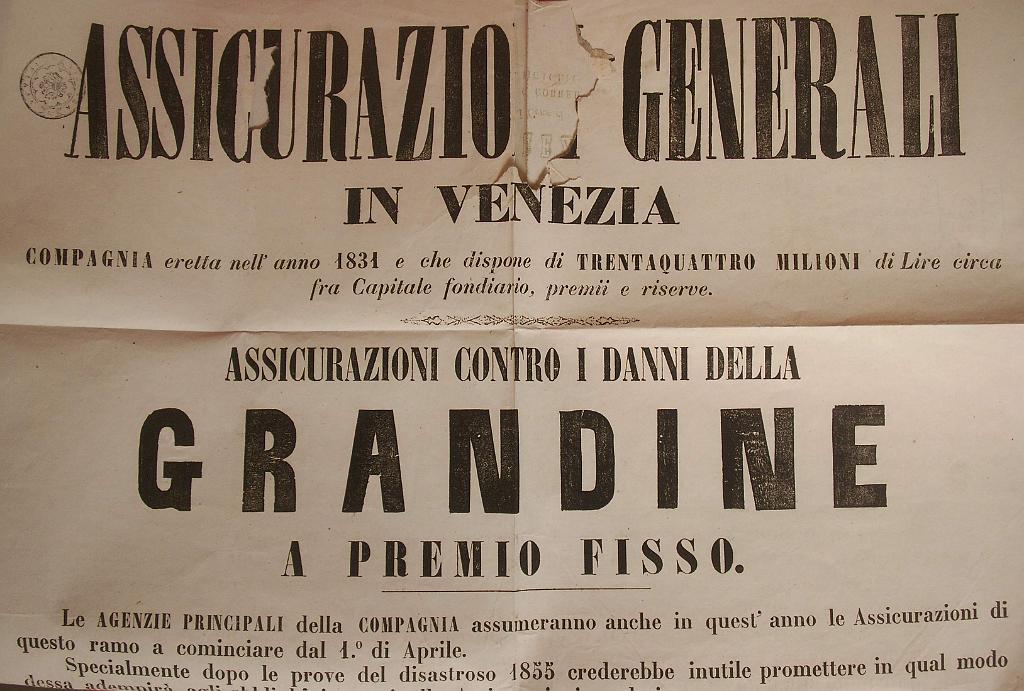 ASSICURAZIO I GENERALI
IN VENEZIA
COMPAGNIA eretta nell' anno 1831 e che dispone di TRENTAQUATTRO MILIONI di Lire circa
fra Capitale fondiario, premii e riserve.
ASSICURAZIONI CONTRO I DANNI DELLA
GRANDINE
A PREMIO FISSO.
Le AGENZIE PRINCIPALI della COMPAGNIA assumeranno anche in quest' anno le Assicurazioni di
questo ramo a cominciare dal 1.º di Aprile.
Specialmente dopo le prove del disastroso 1855 crederebbe inutile promettere in qual modo
dessa adempirà